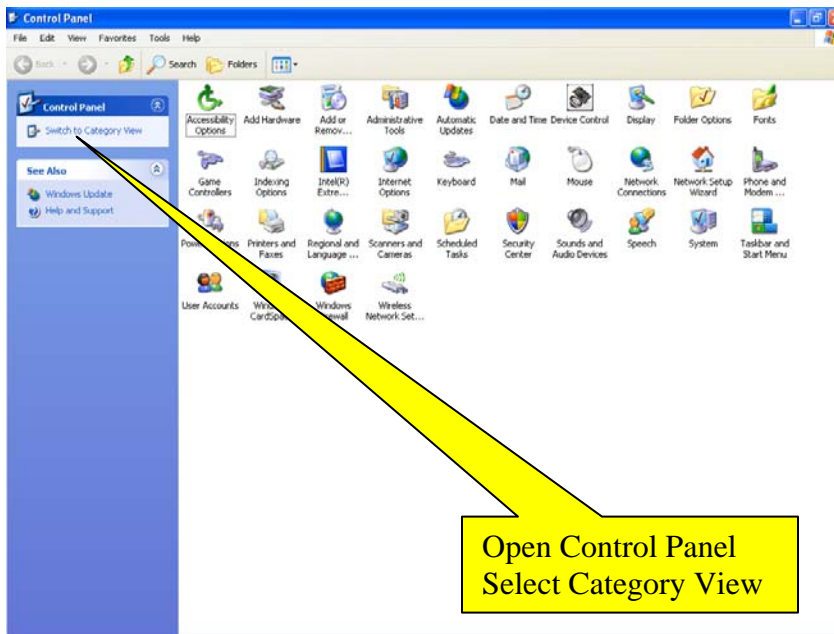 Control Panel
File Edit View Favorites Tools Help
Back Search Folders
Control Panel
Switch to Category View
See Also
Windows Update
Help and Support
Accessibility Options
Add Hardware
Add or Remov...
Administrative Tools
Automatic Updates
Date and Time
Device Control
Display
Folder Options
Fonts
Game Controllers
Indexing Options
Intel(R) Extre...
Internet Options
Keyboard
Mail
Mouse
Network Connections
Network Setup Wizard
Phone and Modem ...
Printers and Faxes
Regional and Language ...
Scanners and Cameras
Scheduled Tasks
Security Center
Sounds and Audio Devices
Speech
System
Taskbar and Start Menu
User Accounts
Windows
Wireless Network Set...
Open Control Panel
Select Category View